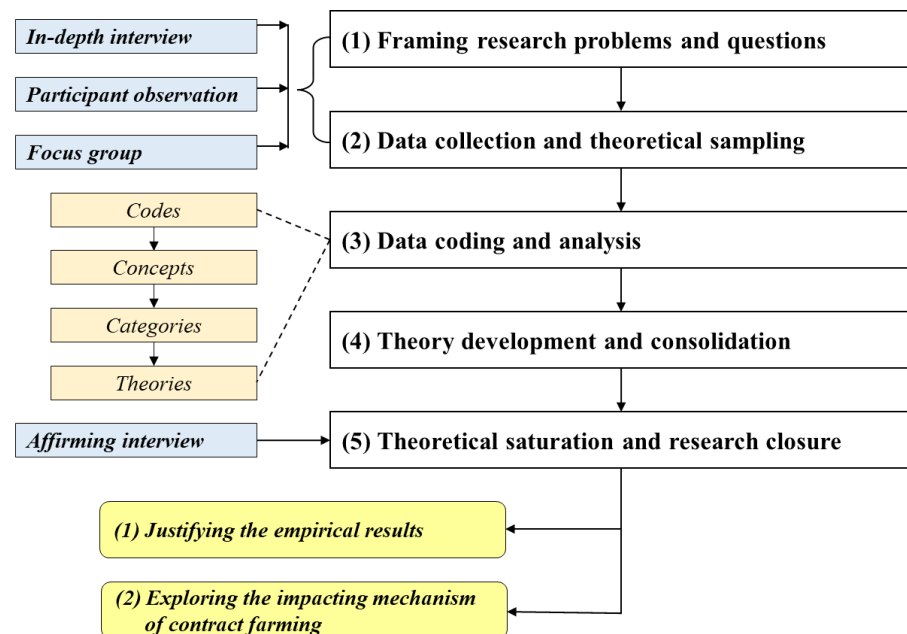 In-depth interview
Participant observation
Focus group
(1) Framing research problems and questions
(2) Data collection and theoretical sampling
Codes
Concepts
Categories
Theories
(3) Data coding and analysis
(4) Theory development and consolidation
Affirming interview
(5) Theoretical saturation and research closure
(1) Justifying the empirical results
(2) Exploring the impacting mechanism
of contract farming